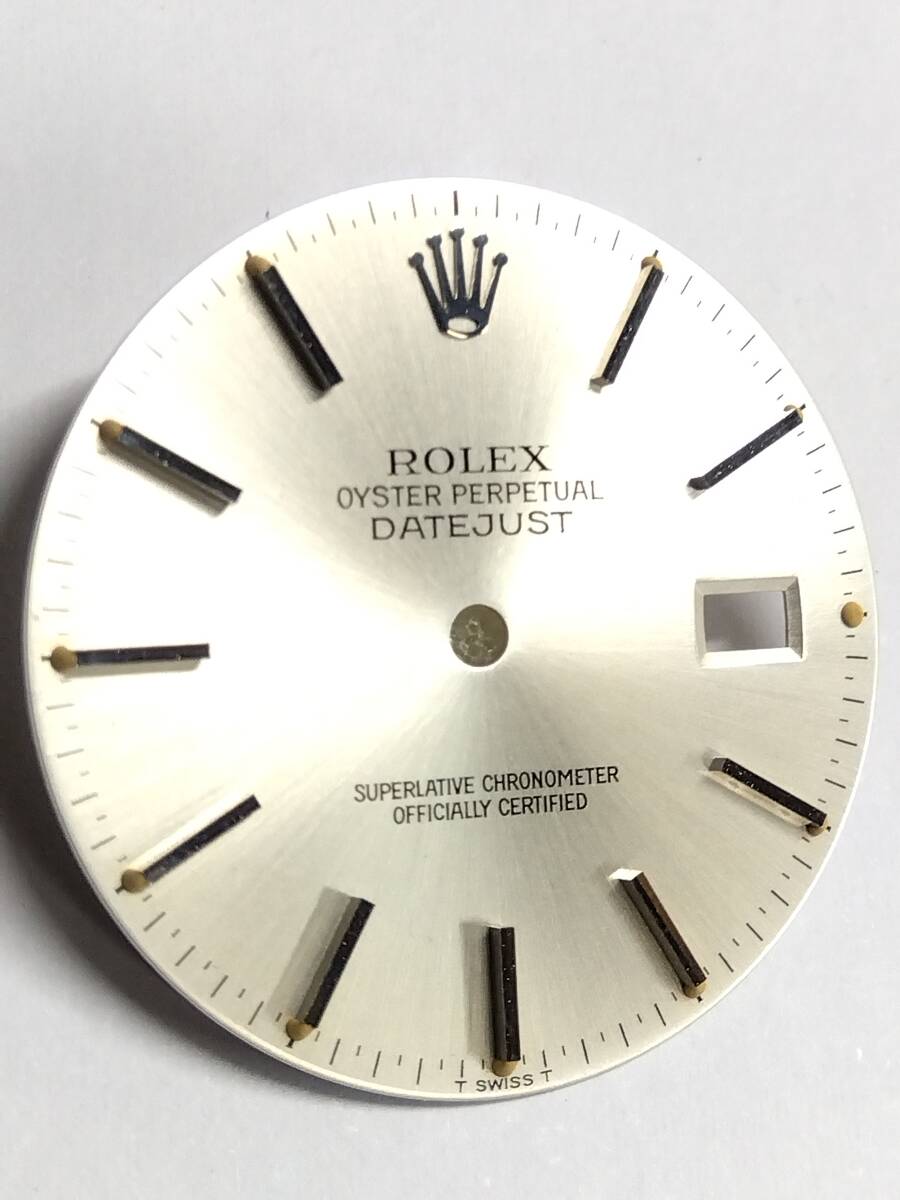 ROLEX
OYSTER PERPETUAL
DATEJUST
SUPERLATIVE CHRONOMETER
OFFICIALLY CERTIFIED
T SWISS T